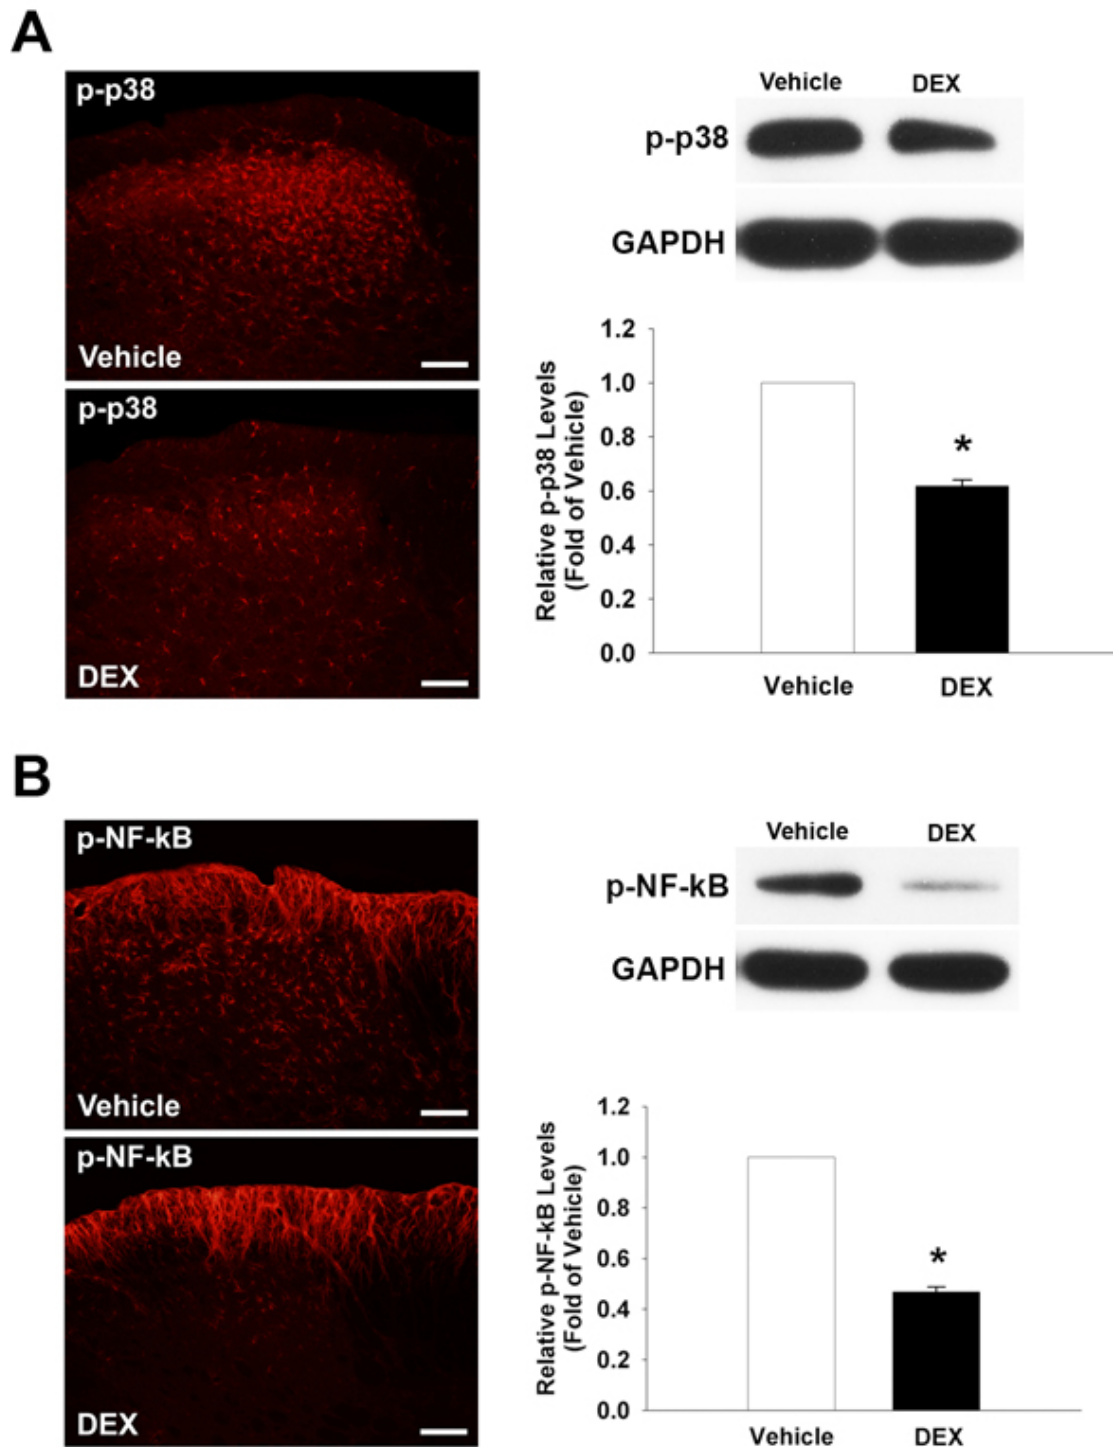 A
p-p38
Vehicle
p-p38
DEX
Vehicle DEX
p-p38
GAPDH
Relative p-p38 Levels
(Fold of Vehicle)
1.2
1.0
0.8
0.6
0.4
0.2
0.0
*
Vehicle DEX
B
p-NF-kB
Vehicle
p-NF-kB
DEX
Vehicle DEX
p-NF-kB
GAPDH
Relative p-NF-kB Levels
(Fold of Vehicle)
1.2
1.0
0.8
0.6
0.4
0.2
0.0
*
Vehicle DEX